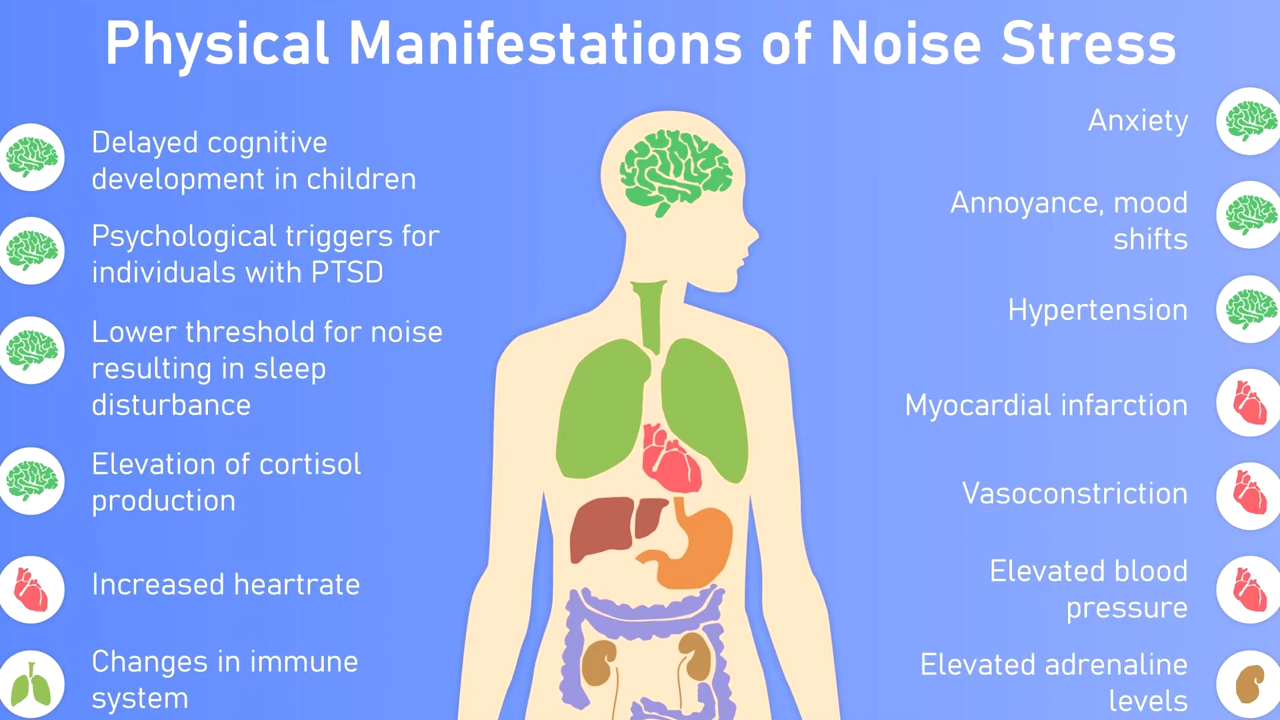 Physical Manifestations of Noise Stress
Delayed cognitive
development in children
Psychological triggers for
individuals with PTSD
Lower threshold for noise
resulting in sleep
disturbance
Elevation of cortisol
production
Increased heartrate
Changes in immune
system
Anxiety
Annoyance, mood
shifts
Hypertension
Myocardial infarction
Vasoconstriction
Elevated blood
pressure
Elevated adrenaline
levels